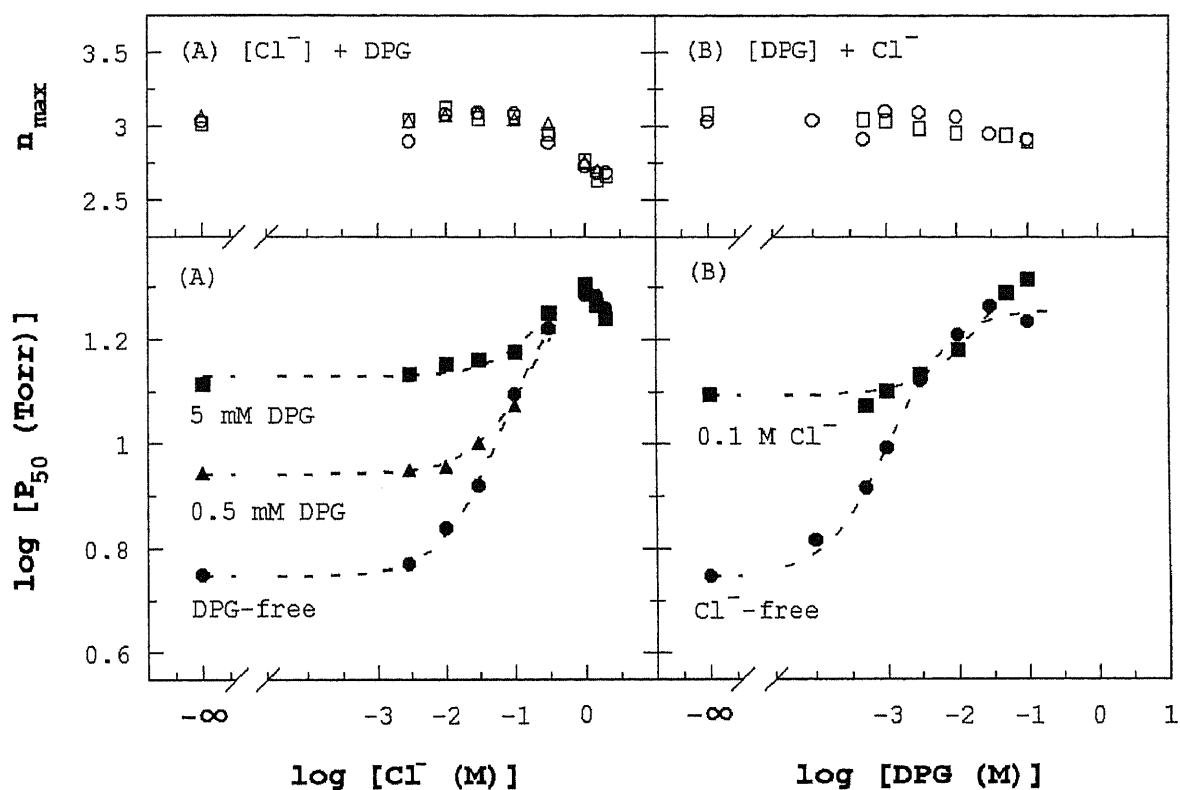 (A) [Cl⁻] + DPG
(B) [DPG] + Cl⁻
n_max
3.5
3
2.5
(A)
(B)
log [P₅₀ (Torr)]
1.2
1
0.8
0.6
5 mM DPG
0.5 mM DPG
DPG-free
0.1 M Cl⁻
Cl⁻-free
-∞ -3 -2 -1 0
-∞ -3 -2 -1 0 1
log [Cl⁻ (M)]
log [DPG (M)]